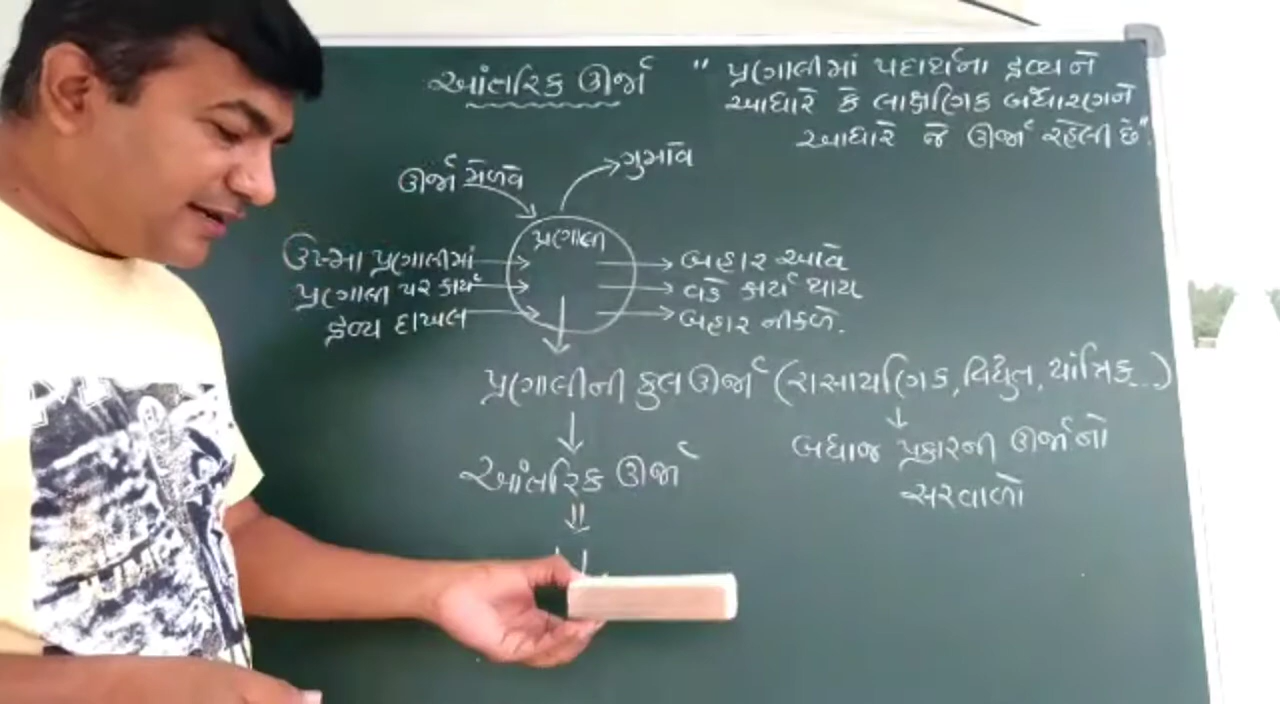 આંતરિક ઊર્જા
" પ્રણાલીમાં પદાર્થના દ્રવ્યને
આધારે કે લાક્ષણિક બંધારણને
આધારે જે ઊર્જા રહેલી છે".
ઊર્જા મેળવે
ગુમાવે
પ્રણાલી
ઉષ્મા પ્રણાલીમાં
બહાર આવે
પ્રણાલી પર કાર્ય
વડે કાર્ય થાય
દ્રવ્ય દાખલ
બહાર નીકળે.
પ્રણાલીની કુલ ઊર્જા (રાસાયણિક, વિદ્યુત, યાંત્રિક...)
બધાજ પ્રકારની ઊર્જાનો
સરવાળો
આંતરિક ઊર્જા